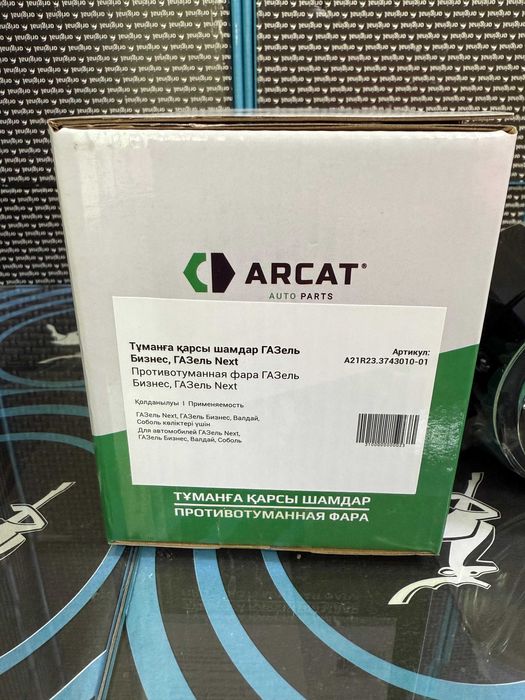 ARCAT®
AUTO PARTS
Тұманға қарсы шамдар ГАЗель
Бизнес, ГАЗель Next
Противотуманная фара ГАЗель
Бизнес, ГАЗель Next
Артикул:
A21R23.3743010-01
Қолданылуы | Применяемость
ГАЗель Next, ГАЗель Бизнес, Валдай,
Соболь көліктері үшін
Для автомобилей ГАЗель Next,
ГАЗель Бизнес, Валдай, Соболь
ТҰМАНҒА ҚАРСЫ ШАМДАР
ПРОТИВОТУМАННАЯ ФАРА